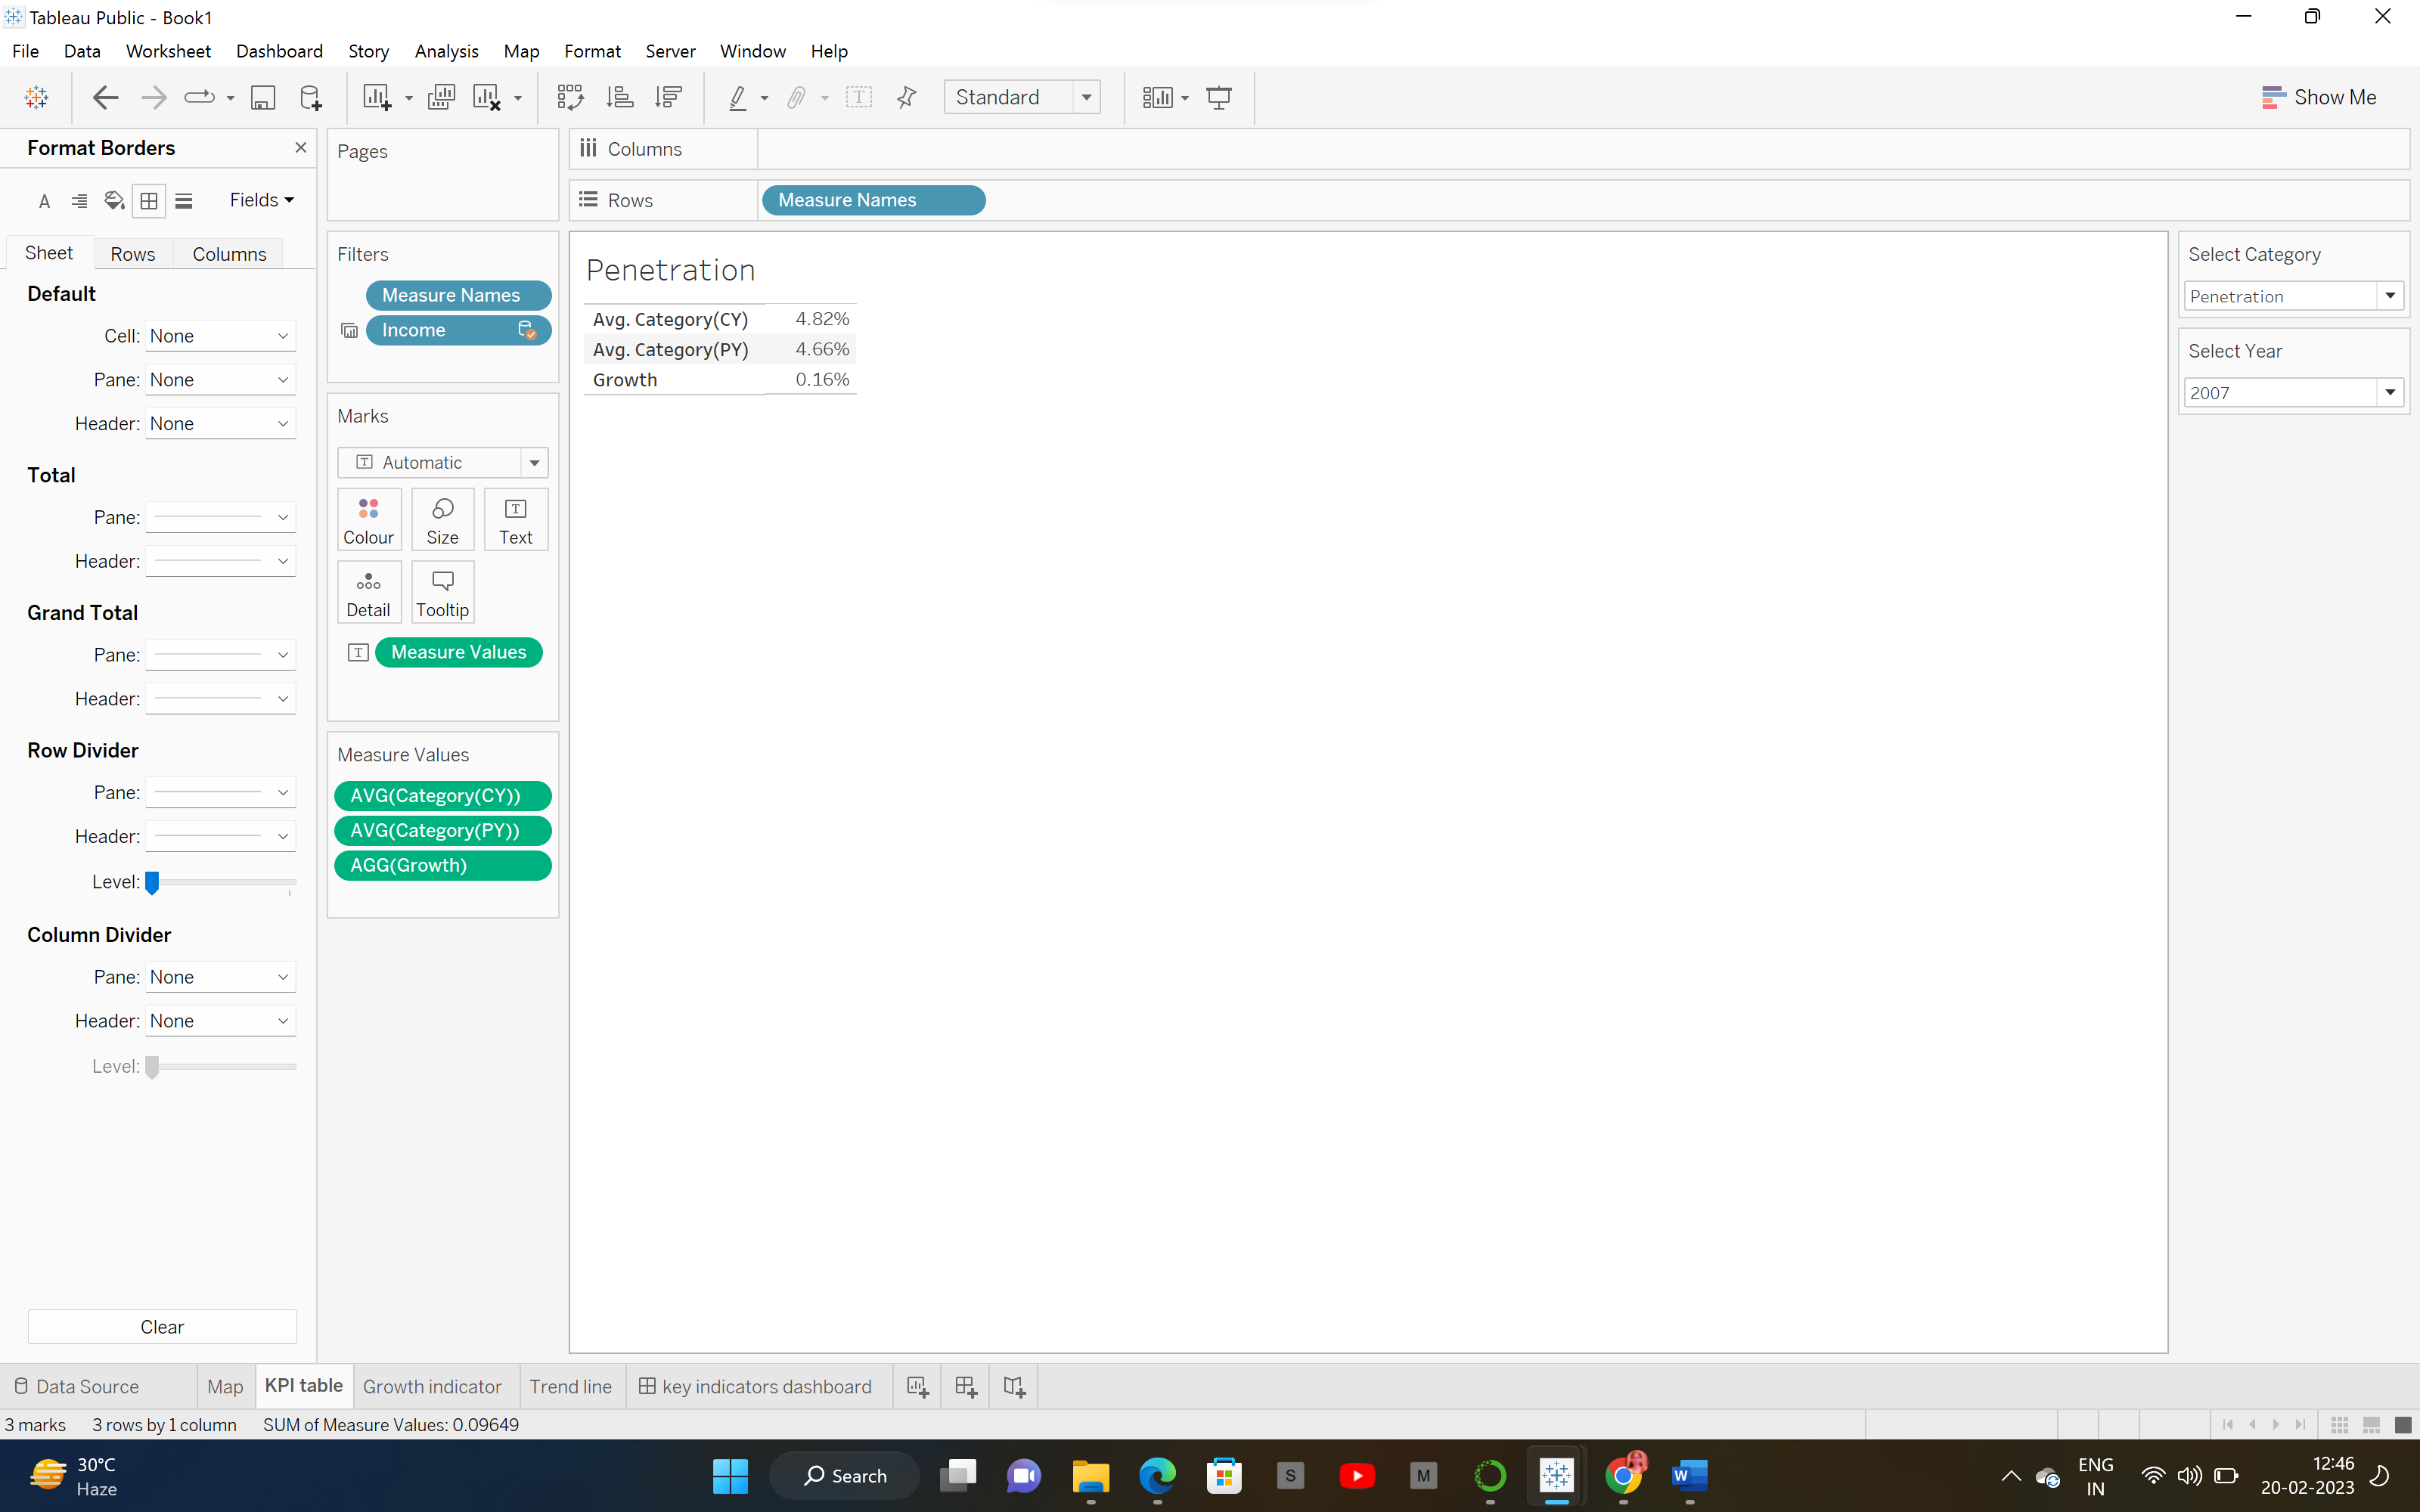 Tableau Public - Book1
File Data Worksheet Dashboard Story Analysis Map Format Server Window Help
Standard
Show Me
Format Borders
Fields
Sheet Rows Columns
Default
Cell: None
Pane: None
Header: None
Total
Pane:
Header:
Grand Total
Pane:
Header:
Row Divider
Pane:
Header:
Level:
Column Divider
Pane: None
Header: None
Level:
Clear
Pages
Filters
Measure Names
Income
Marks
Automatic
Colour Size Text
Detail Tooltip
Measure Values
Measure Values
AVG(Category(CY))
AVG(Category(PY))
AGG(Growth)
Columns
Rows Measure Names
Penetration
Avg. Category(CY) 4.82%
Avg. Category(PY) 4.66%
Growth 0.16%
Select Category
Penetration
Select Year
2007
Data Source Map KPI table Growth indicator Trend line key indicators dashboard
3 marks 3 rows by 1 column SUM of Measure Values: 0.09649
30°C
Haze
Search
S
M
W
ENG
IN
12:46
20-02-2023